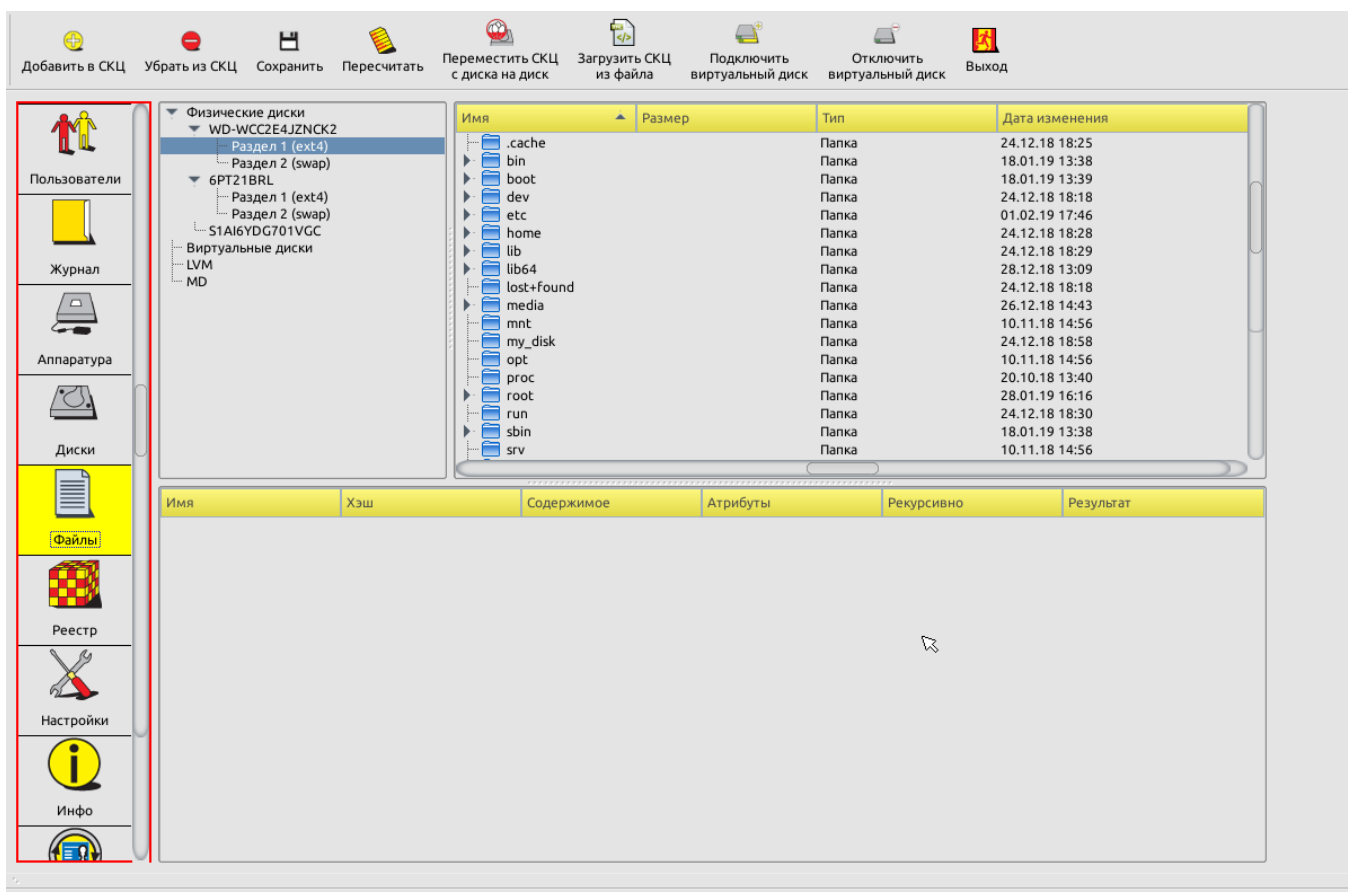 Добавить в СКЦ
Убрать из СКЦ
Сохранить
Пересчитать
Переместить СКЦ
с диска на диск
Загрузить СКЦ
из файла
Подключить
виртуальный диск
Отключить
виртуальный диск
Выход
Пользователи
Журнал
Аппаратура
Диски
Файлы
Реестр
Настройки
Инфо
Физические диски
WD-WCC2E4JZNCK2
Раздел 1 (ext4)
Раздел 2 (swap)
6PT21BRL
Раздел 1 (ext4)
Раздел 2 (swap)
S1AI6YDG701VGC
Виртуальные диски
LVM
MD
Имя Размер Тип Дата изменения
.cache Папка 24.12.18 18:25
bin Папка 18.01.19 13:38
boot Папка 18.01.19 13:39
dev Папка 24.12.18 18:18
etc Папка 01.02.19 17:46
home Папка 24.12.18 18:28
lib Папка 24.12.18 18:29
lib64 Папка 28.12.18 13:09
lost+found Папка 24.12.18 18:18
media Папка 26.12.18 14:43
mnt Папка 10.11.18 14:56
my_disk Папка 24.12.18 18:58
opt Папка 10.11.18 14:56
proc Папка 20.10.18 13:40
root Папка 28.01.19 16:16
run Папка 24.12.18 18:30
sbin Папка 18.01.19 13:38
srv Папка 10.11.18 14:56
Имя Хэш Содержимое Атрибуты Рекурсивно Результат